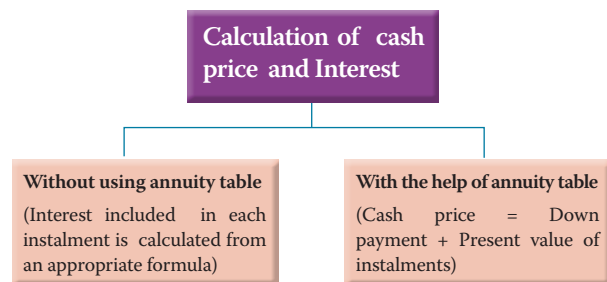 Calculation of cash
price and Interest
Without using annuity table
(Interest included in each
instalment is calculated from
an appropriate formula)
With the help of annuity table
(Cash price = Down
payment + Present value of
instalments)